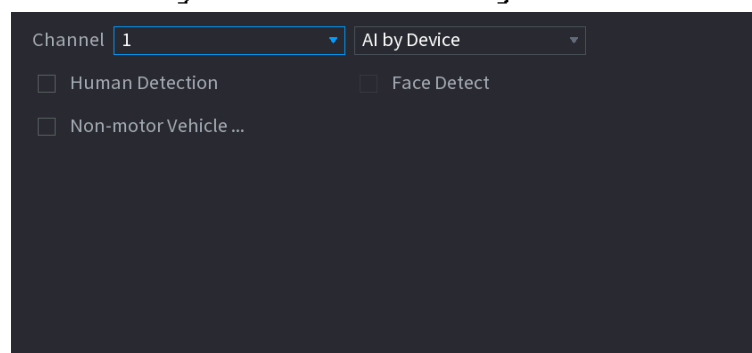 Channel 1 AI by Device
Human Detection Face Detect
Non-motor Vehicle ...